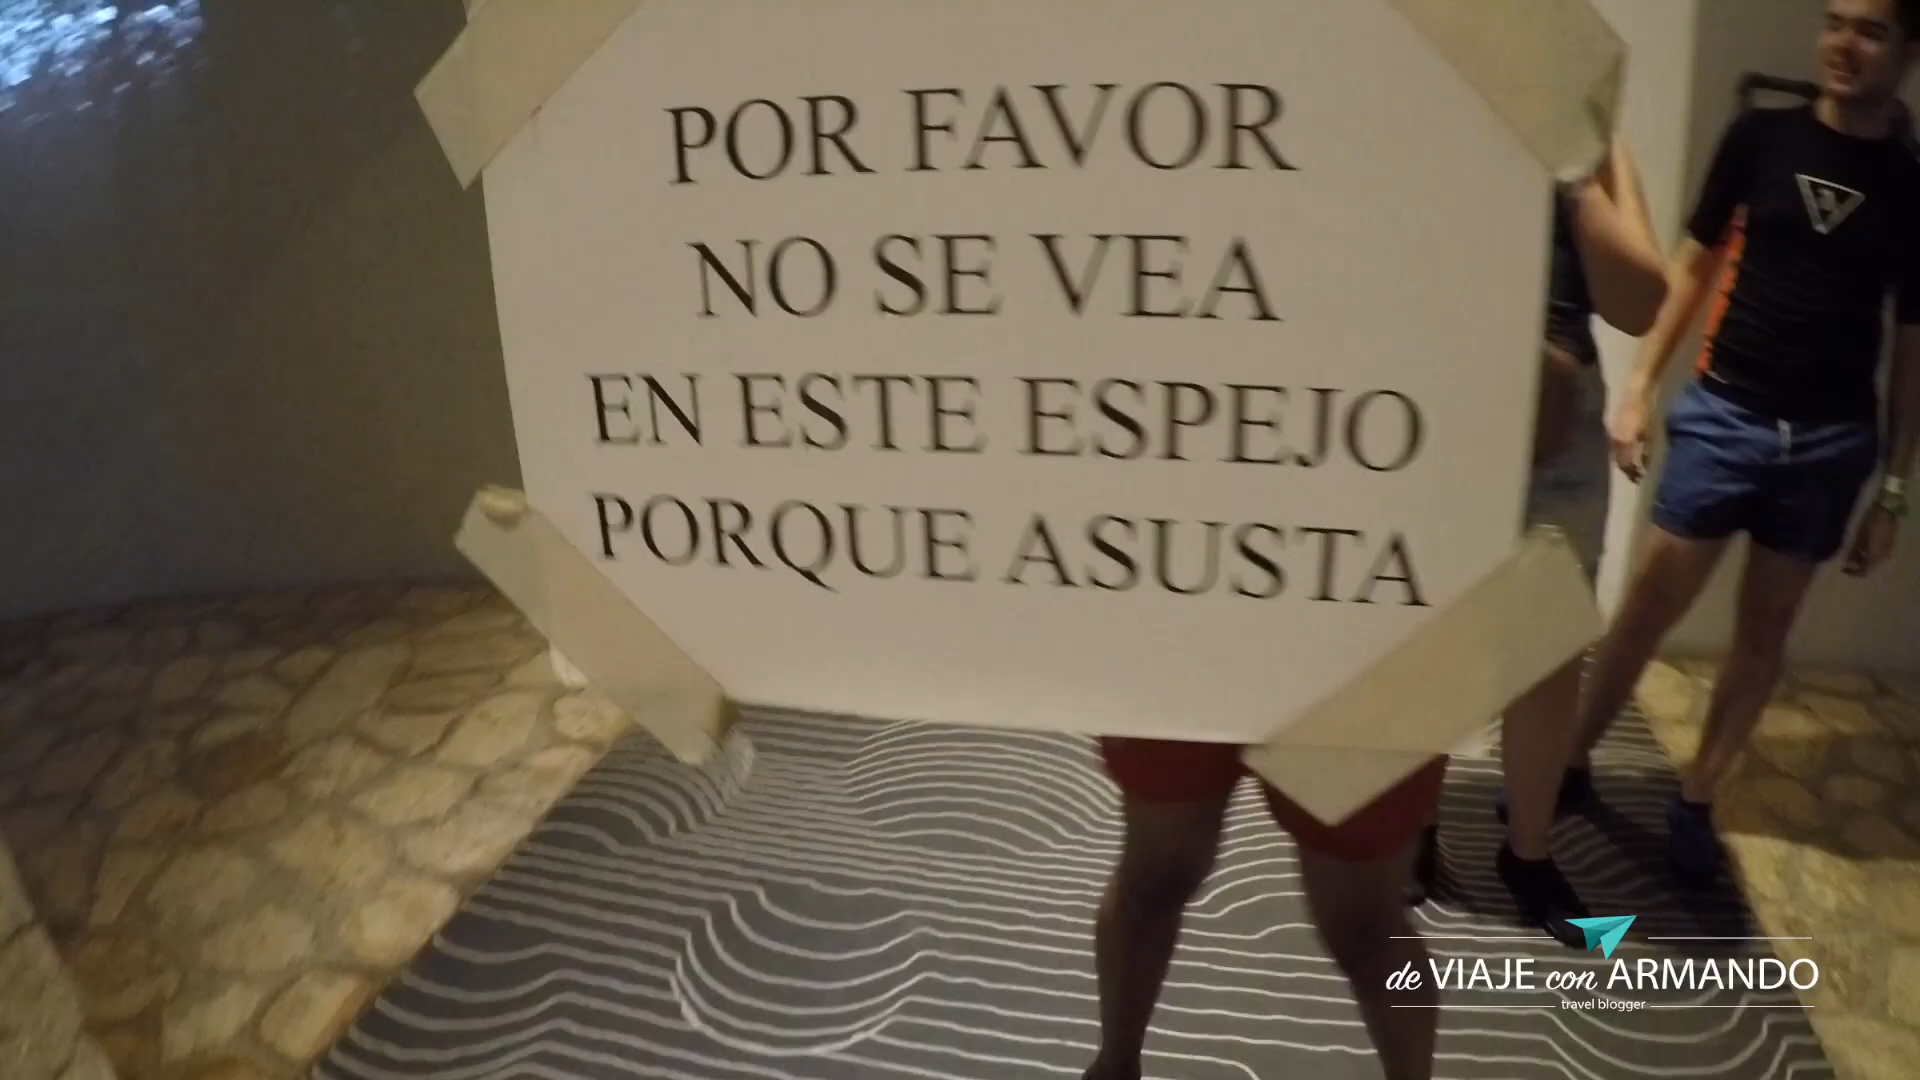 POR FAVOR
NO SE VEA
EN ESTE ESPEJO
PORQUE ASUSTA
de VIAJE con ARMANDO
travel blogger